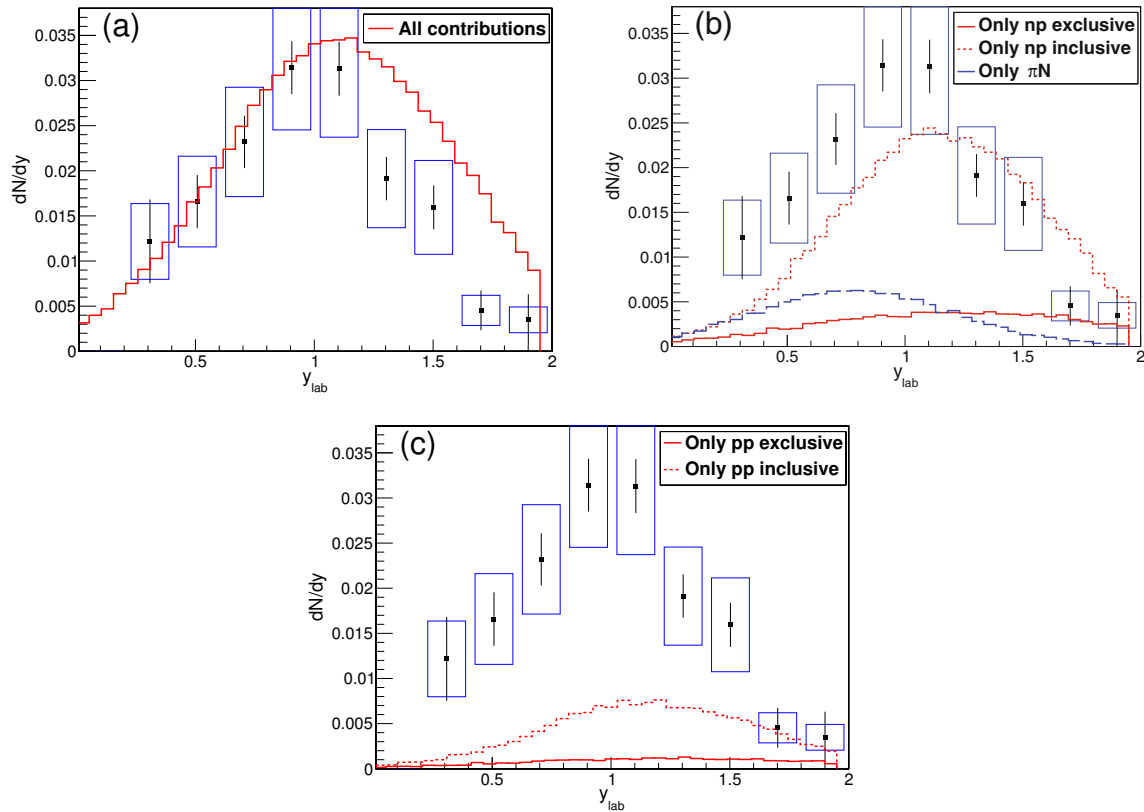 (a)
All contributions
dN/dy
0.035
0.03
0.025
0.02
0.015
0.01
0.005
0
0.5
1
1.5
2
y_lab
(b)
Only np exclusive
Only np inclusive
Only πN
dN/dy
0.035
0.03
0.025
0.02
0.015
0.01
0.005
0
0.5
1
1.5
2
y_lab
(c)
Only pp exclusive
Only pp inclusive
dN/dy
0.035
0.03
0.025
0.02
0.015
0.01
0.005
0
0.5
1
1.5
2
y_lab